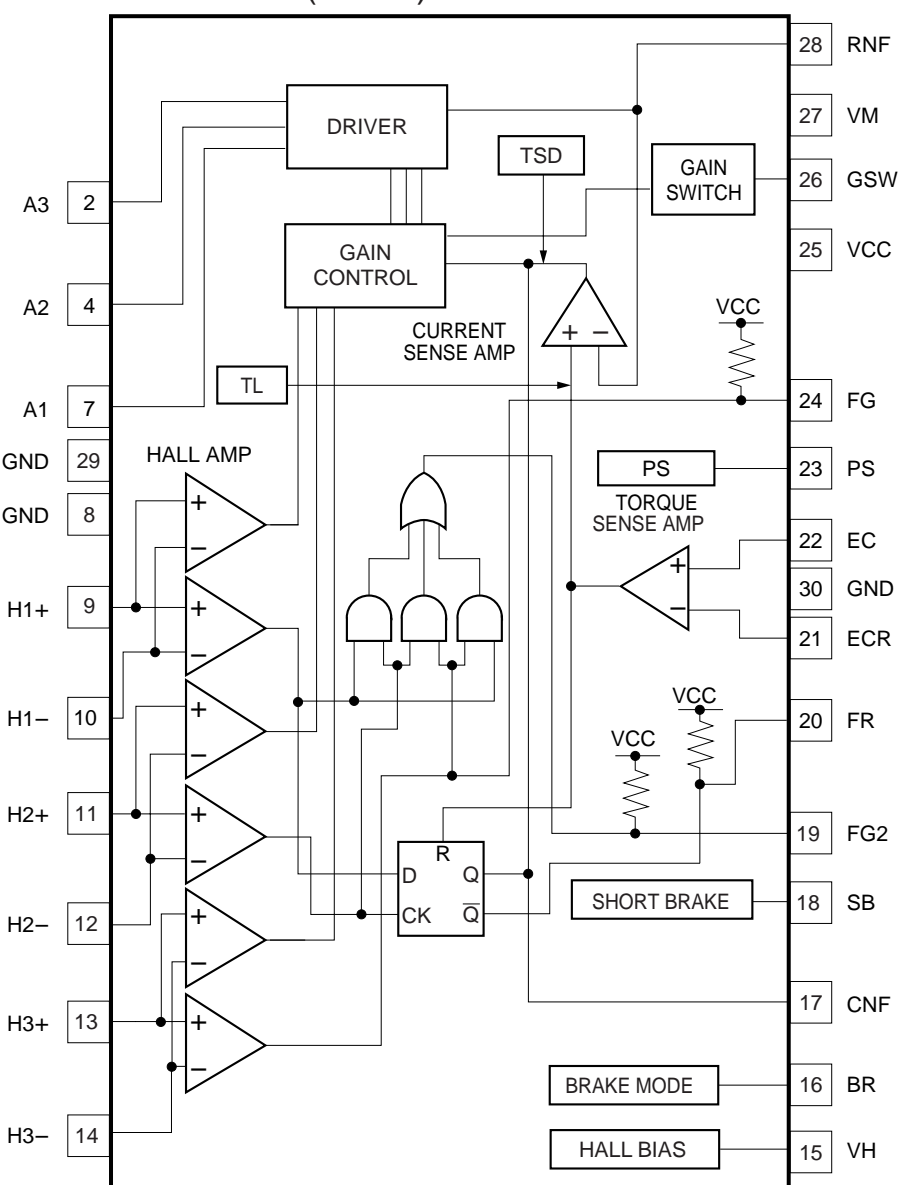 28 RNF
DRIVER
27 VM
TSD
GAIN
SWITCH
26 GSW
A3 2
GAIN
CONTROL
25 VCC
A2 4
VCC
CURRENT
SENSE AMP
+ −
TL
A1 7
24 FG
GND 29
HALL AMP
PS
23 PS
TORQUE
SENSE AMP
GND 8
+
−
22 EC
+
30 GND
H1+ 9
+
−
−
21 ECR
H1− 10
+
−
VCC
20 FR
VCC
H2+ 11
+
−
19 FG2
R
D Q
CK Q̅
SHORT BRAKE
18 SB
H2− 12
+
−
17 CNF
H3+ 13
+
−
BRAKE MODE
16 BR
H3− 14
HALL BIAS
15 VH